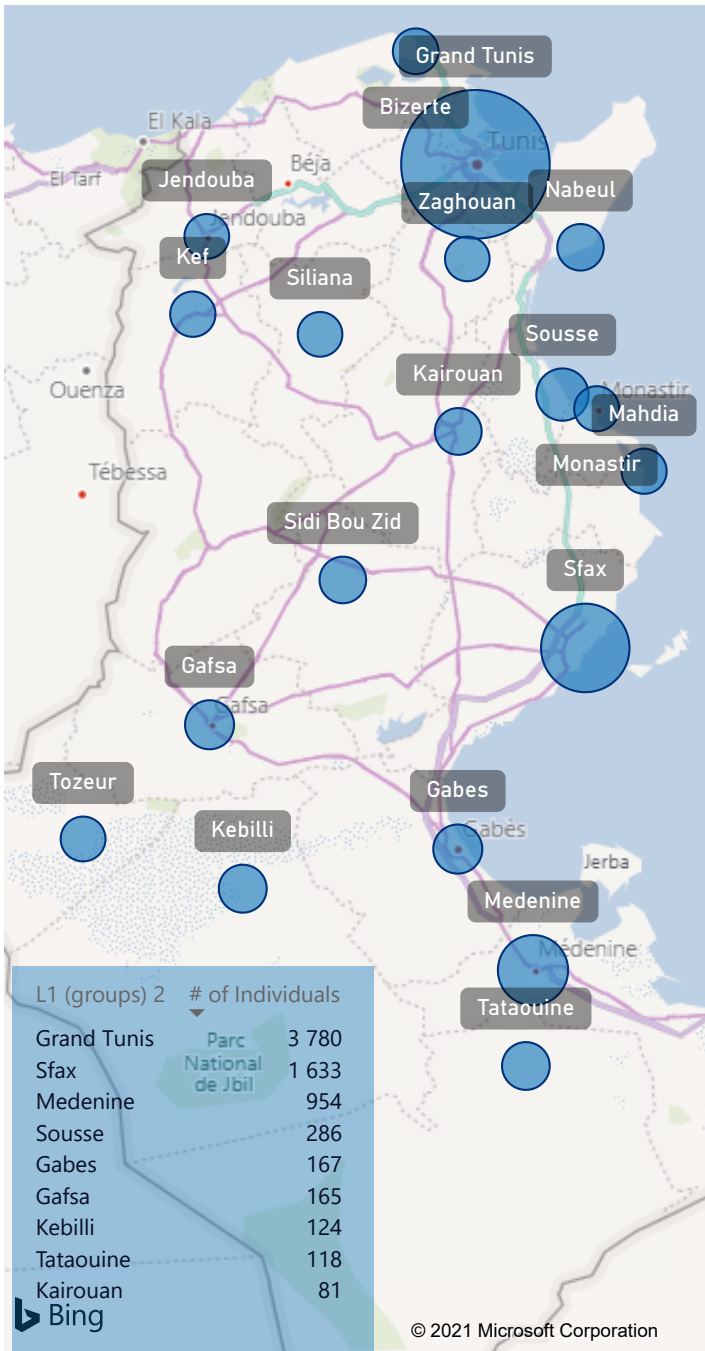 Grand Tunis
Bizerte
El Kala
Tunis
Béja
El Tarf
Jendouba
Nabeul
Zaghouan
Jendouba
Kef
Siliana
Sousse
Kairouan
Ouenza
Monastir
Mahdia
Monastir
Tébessa
Sidi Bou Zid
Sfax
Gafsa
Gafsa
Tozeur
Gabes
Kebilli
Gabès
Jerba
Medenine
Médenine
Tataouine
L1 (groups) 2 # of Individuals
Grand Tunis 3 780
Sfax 1 633
Medenine 954
Sousse 286
Gabes 167
Gafsa 165
Kebilli 124
Tataouine 118
Kairouan 81
Parc
National
de Jbil
Bing
© 2021 Microsoft Corporation